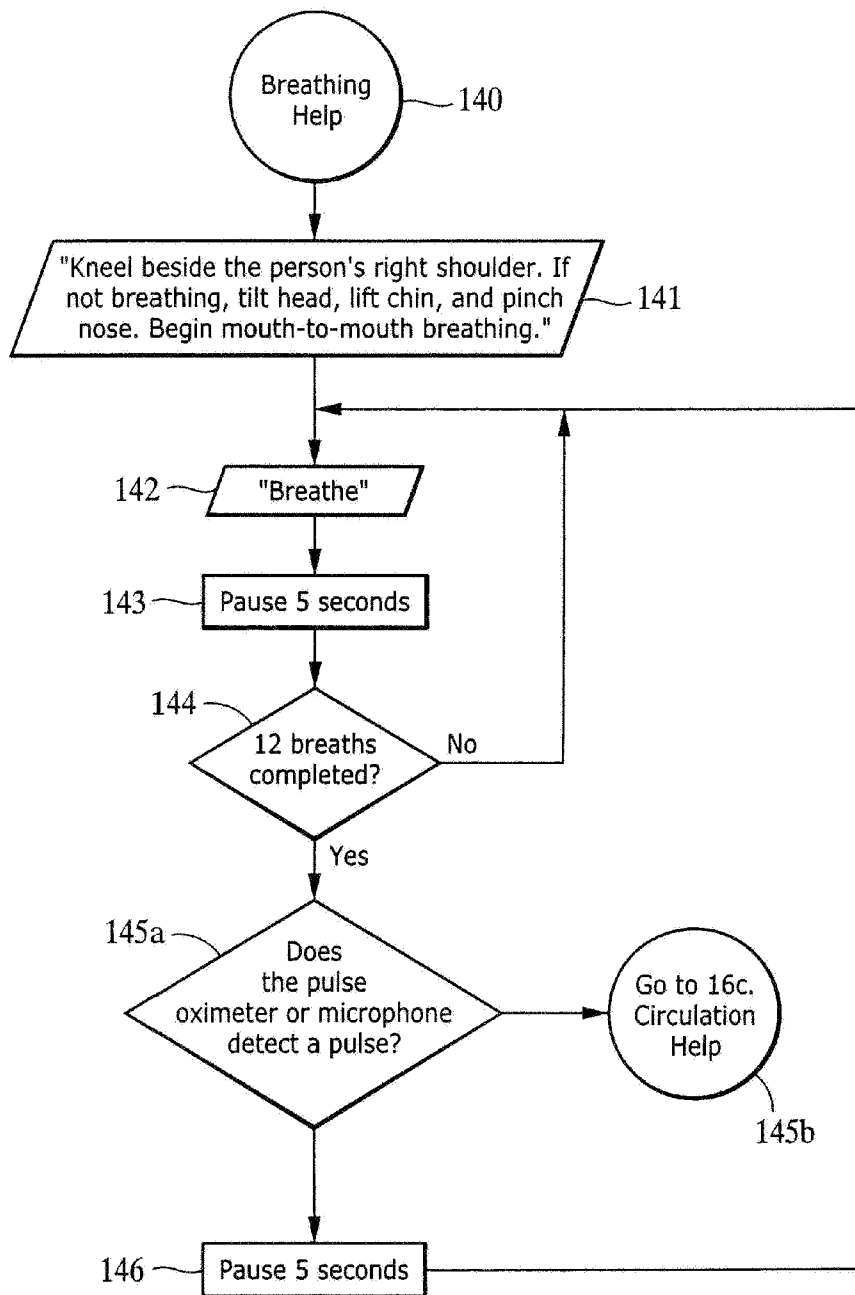 Breathing
Help
140
"Kneel beside the person's right shoulder. If
not breathing, tilt head, lift chin, and pinch
nose. Begin mouth-to-mouth breathing."
141
142
"Breathe"
143
Pause 5 seconds
144
12 breaths
completed?
No
Yes
145a
Does
the pulse
oximeter or microphone
detect a pulse?
Go to 16c.
Circulation
Help
145b
146
Pause 5 seconds